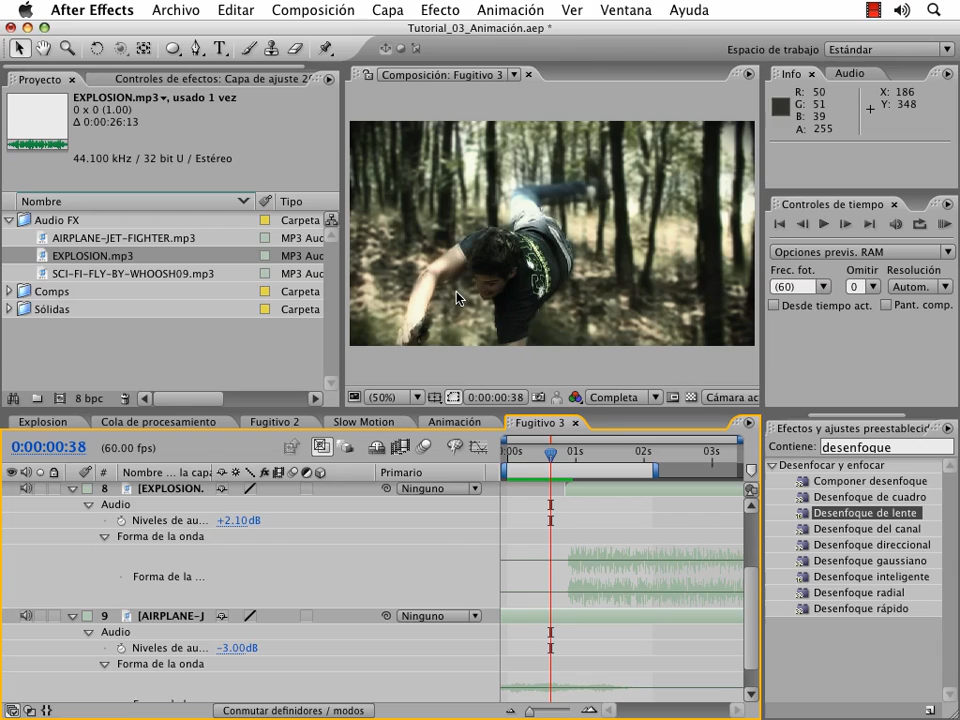 After Effects Archivo Editar Composición Capa Efecto Animación Ver Ventana Ayuda
Tutorial_03_Animación.aep *
Espacio de trabajo Estándar
Proyecto × Controles de efectos: Capa de ajuste 2
EXPLOSION.mp3, usado 1 vez
0 x 0 (1.00)
Δ 0:00:26:13
44.100 kHz / 32 bit U / Estéreo
Nombre Tipo
Audio FX Carpeta
AIRPLANE-JET-FIGHTER.mp3 MP3 Aud
EXPLOSION.mp3 MP3 Aud
SCI-FI-FLY-BY-WHOOSH09.mp3 MP3 Aud
Comps Carpeta
Sólidas Carpeta
8 bpc
Composición: Fugitivo 3 ×
(50%) 0:00:00:38 Completa Cámara ac
Info × Audio
R: 50 X: 186
G: 51 Y: 348
B: 39
A: 255
Controles de tiempo ×
Opciones previs. RAM
Frec. fot. Omitir Resolución
(60) 0 Autom.
Desde tiempo act. Pant. comp.
Explosion Cola de procesamiento Fugitivo 2 Slow Motion Animación Fugitivo 3 ×
0:00:00:38 (60.00 fps)
:00s 01s 02s 03s
# Nombre ... la capa Primario
8 [EXPLOSION. Ninguno
Audio
Niveles de au... +2.10dB
Forma de la onda
Forma de la ...
9 [AIRPLANE-J Ninguno
Audio
Niveles de au... -3.00dB
Forma de la onda
Conmutar definidores / modos
Efectos y ajustes preestableci
Contiene: desenfoque
Desenfocar y enfocar
Componer desenfoque
Desenfoque de cuadro
Desenfoque de lente
Desenfoque del canal
Desenfoque direccional
Desenfoque gaussiano
Desenfoque inteligente
Desenfoque radial
Desenfoque rápido